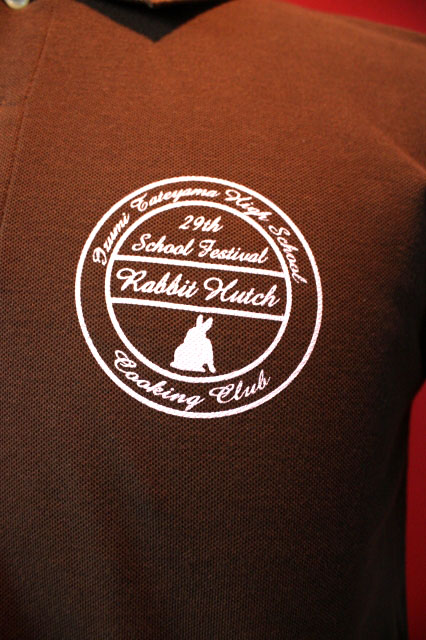 Izumi Tateyama High School
29th
School Festival
Rabbit Hutch
Cooking Club